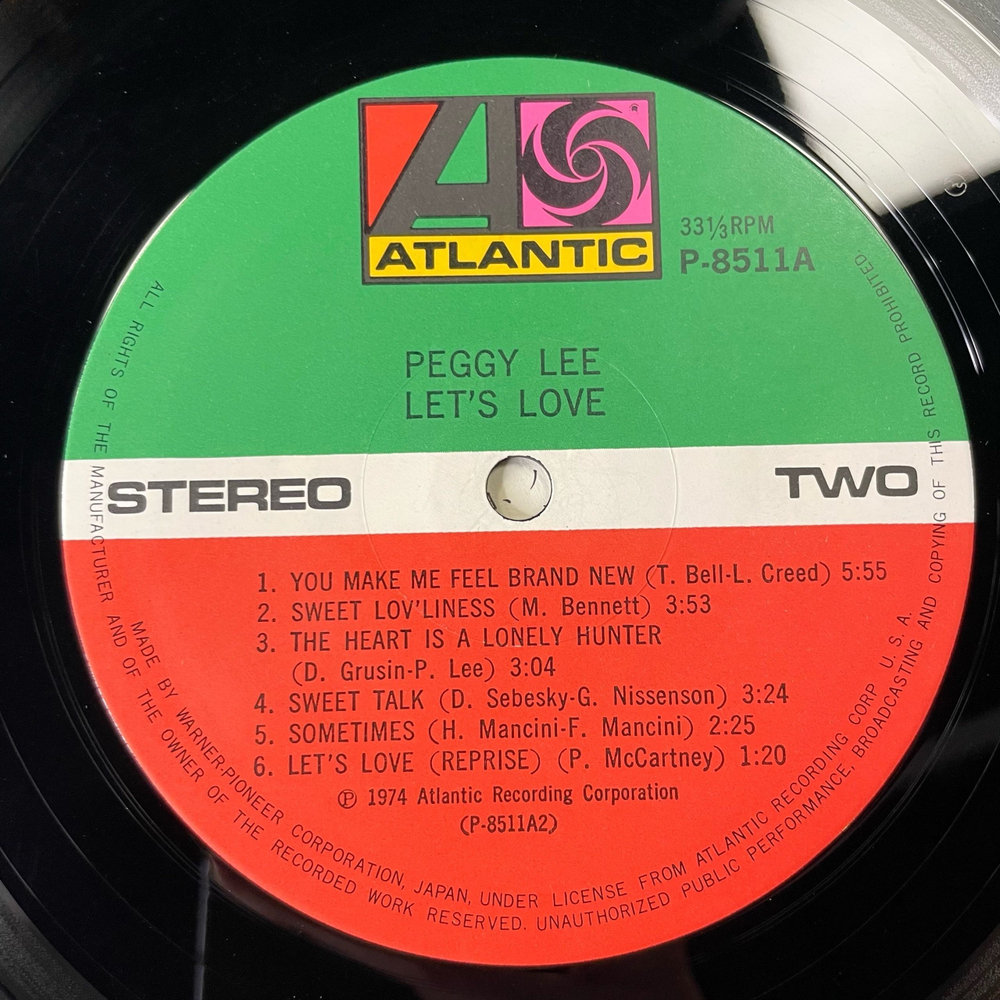 ATLANTIC
®
33⅓RPM
P-8511A
PEGGY LEE
LET'S LOVE
STEREO
TWO
1. YOU MAKE ME FEEL BRAND NEW (T. Bell-L. Creed) 5:55
2. SWEET LOV'LINESS (M. Bennett) 3:53
3. THE HEART IS A LONELY HUNTER
(D. Grusin-P. Lee) 3:04
4. SWEET TALK (D. Sebesky-G. Nissenson) 3:24
5. SOMETIMES (H. Mancini-F. Mancini) 2:25
6. LET'S LOVE (REPRISE) (P. McCartney) 1:20
℗ 1974 Atlantic Recording Corporation
(P-8511A2)
MADE BY WARNER-PIONEER CORPORATION, JAPAN, UNDER LICENSE FROM ATLANTIC RECORDING CORP. U. S. A.
ALL RIGHTS OF THE MANUFACTURER AND OF THE OWNER OF THE RECORDED WORK RESERVED. UNAUTHORIZED PUBLIC PERFORMANCE, BROADCASTING AND COPYING OF THIS RECORD PROHIBITED